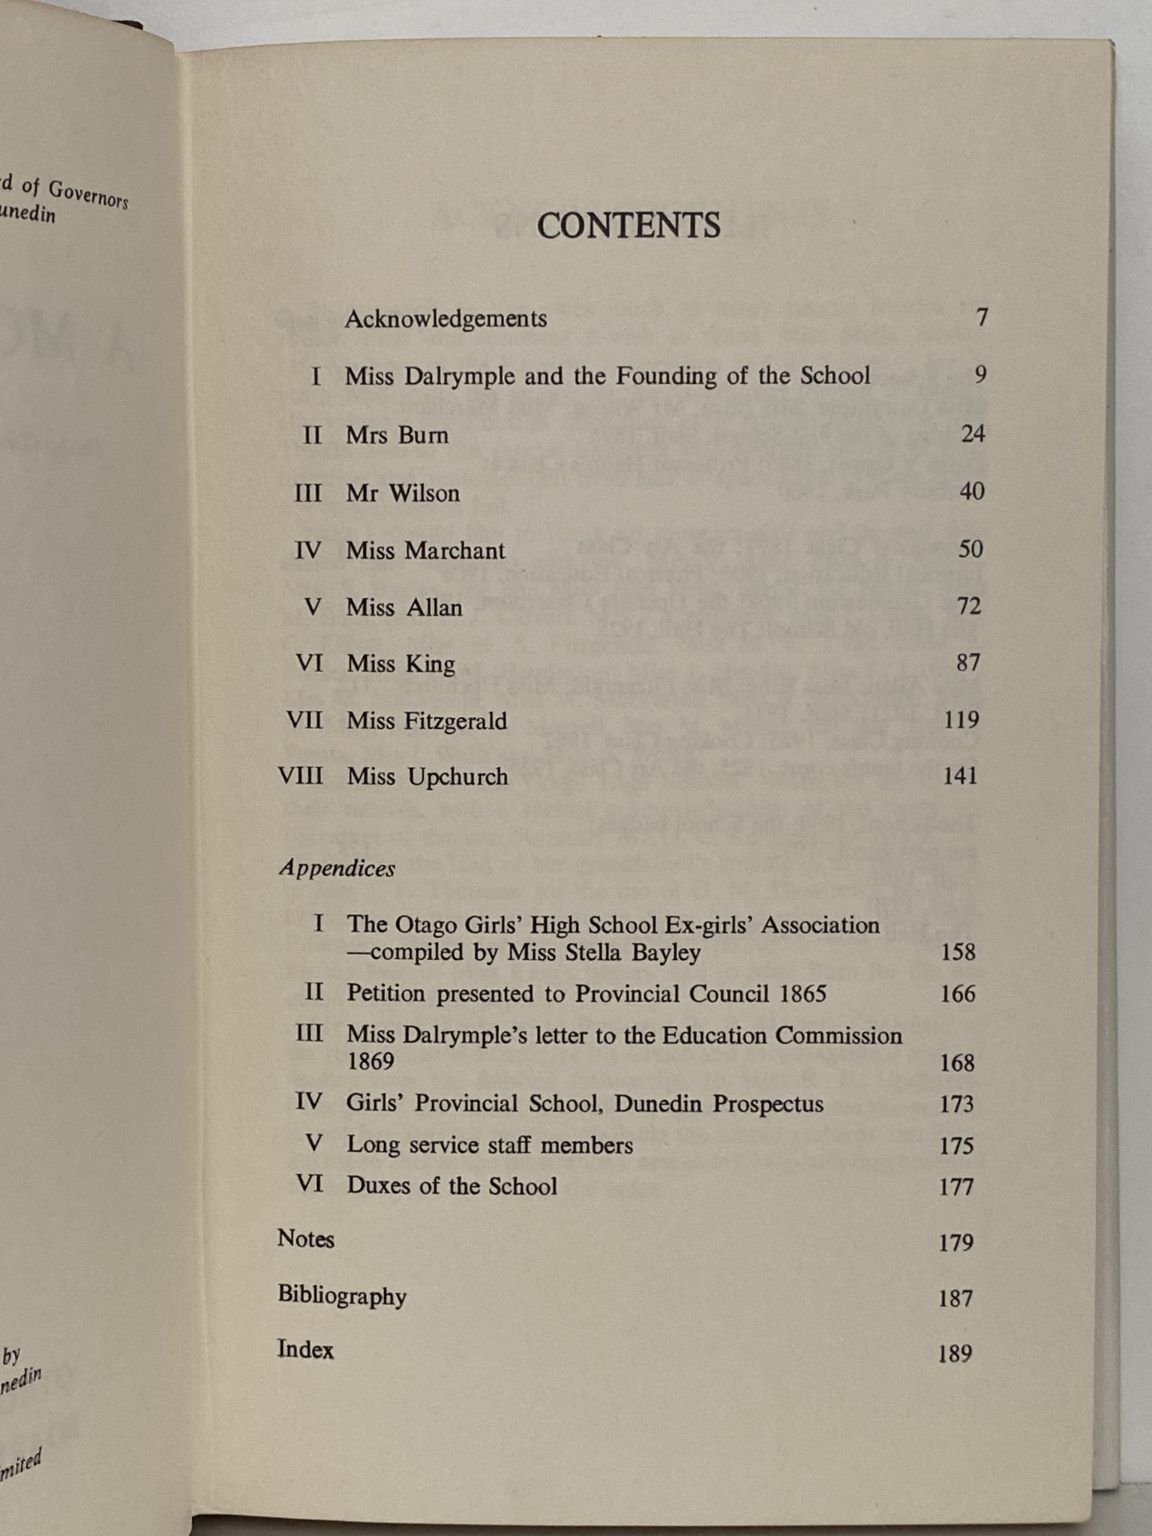 d of Governors
unedin
by
nedin
mited
CONTENTS
Acknowledgements 7
I Miss Dalrymple and the Founding of the School 9
II Mrs Burn 24
III Mr Wilson 40
IV Miss Marchant 50
V Miss Allan 72
VI Miss King 87
VII Miss Fitzgerald 119
VIII Miss Upchurch 141
Appendices
I The Otago Girls' High School Ex-girls' Association
—compiled by Miss Stella Bayley 158
II Petition presented to Provincial Council 1865 166
III Miss Dalrymple's letter to the Education Commission
1869 168
IV Girls' Provincial School, Dunedin Prospectus 173
V Long service staff members 175
VI Duxes of the School 177
Notes 179
Bibliography 187
Index 189